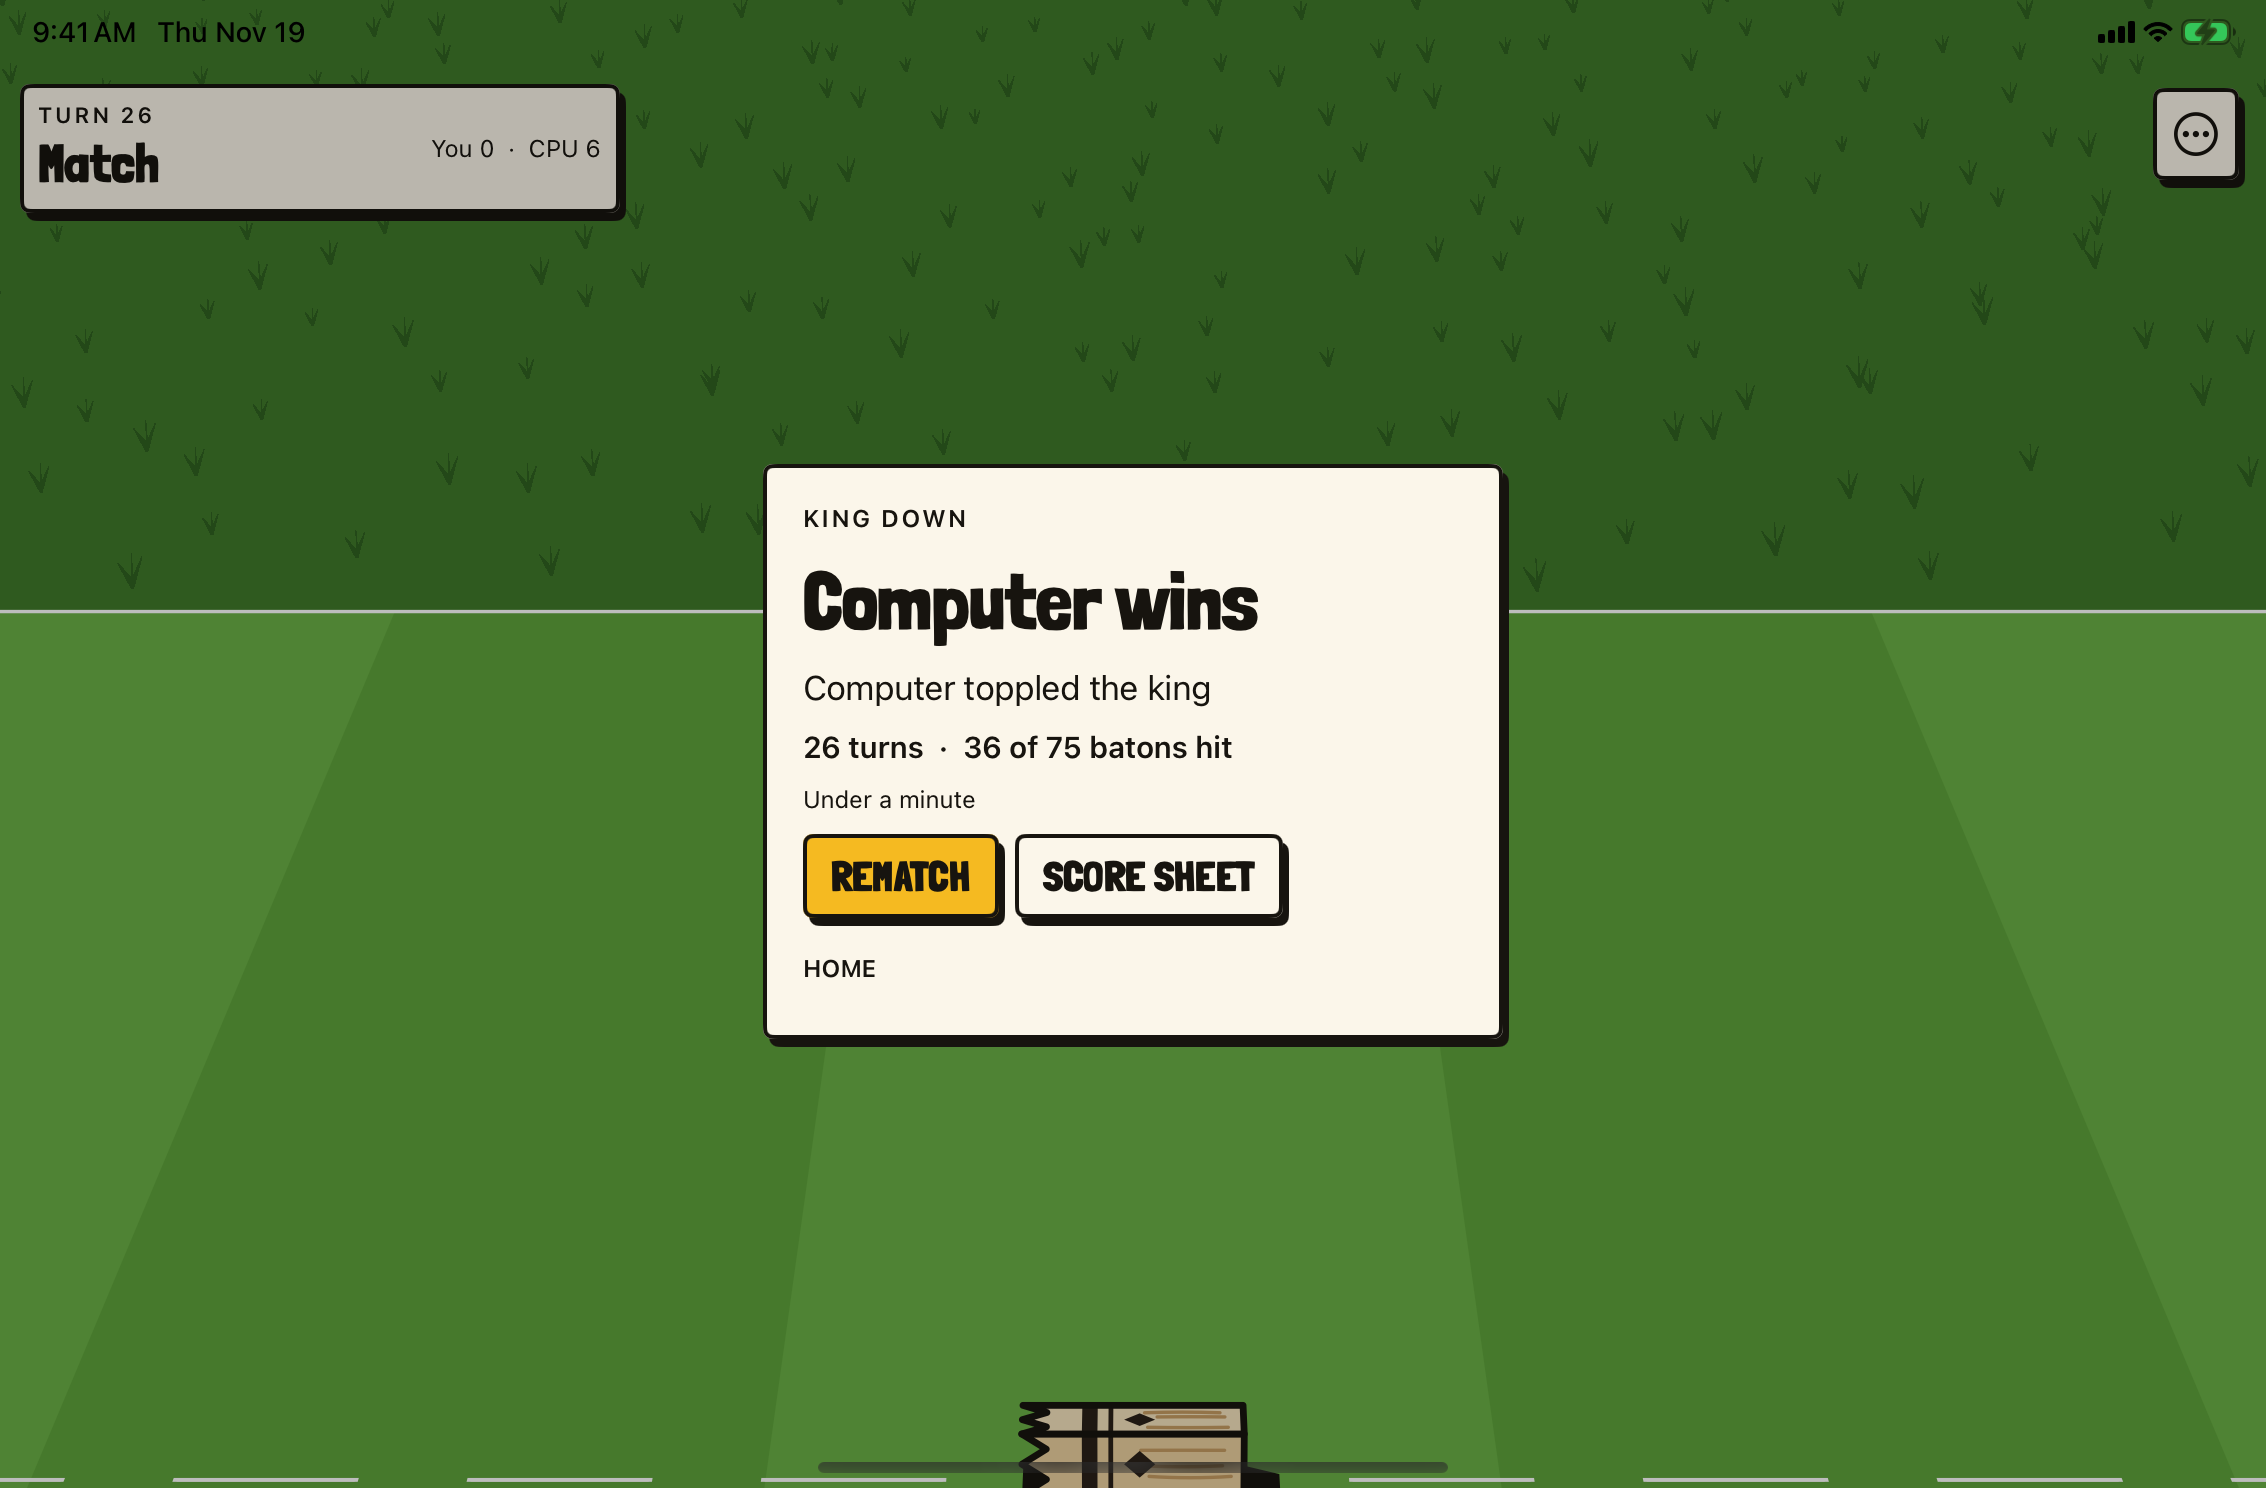 9:41 AM Thu Nov 19
TURN 26
Match
You 0 · CPU 6
KING DOWN
Computer wins
Computer toppled the king
26 turns · 36 of 75 batons hit
Under a minute
REMATCH
SCORE SHEET
HOME